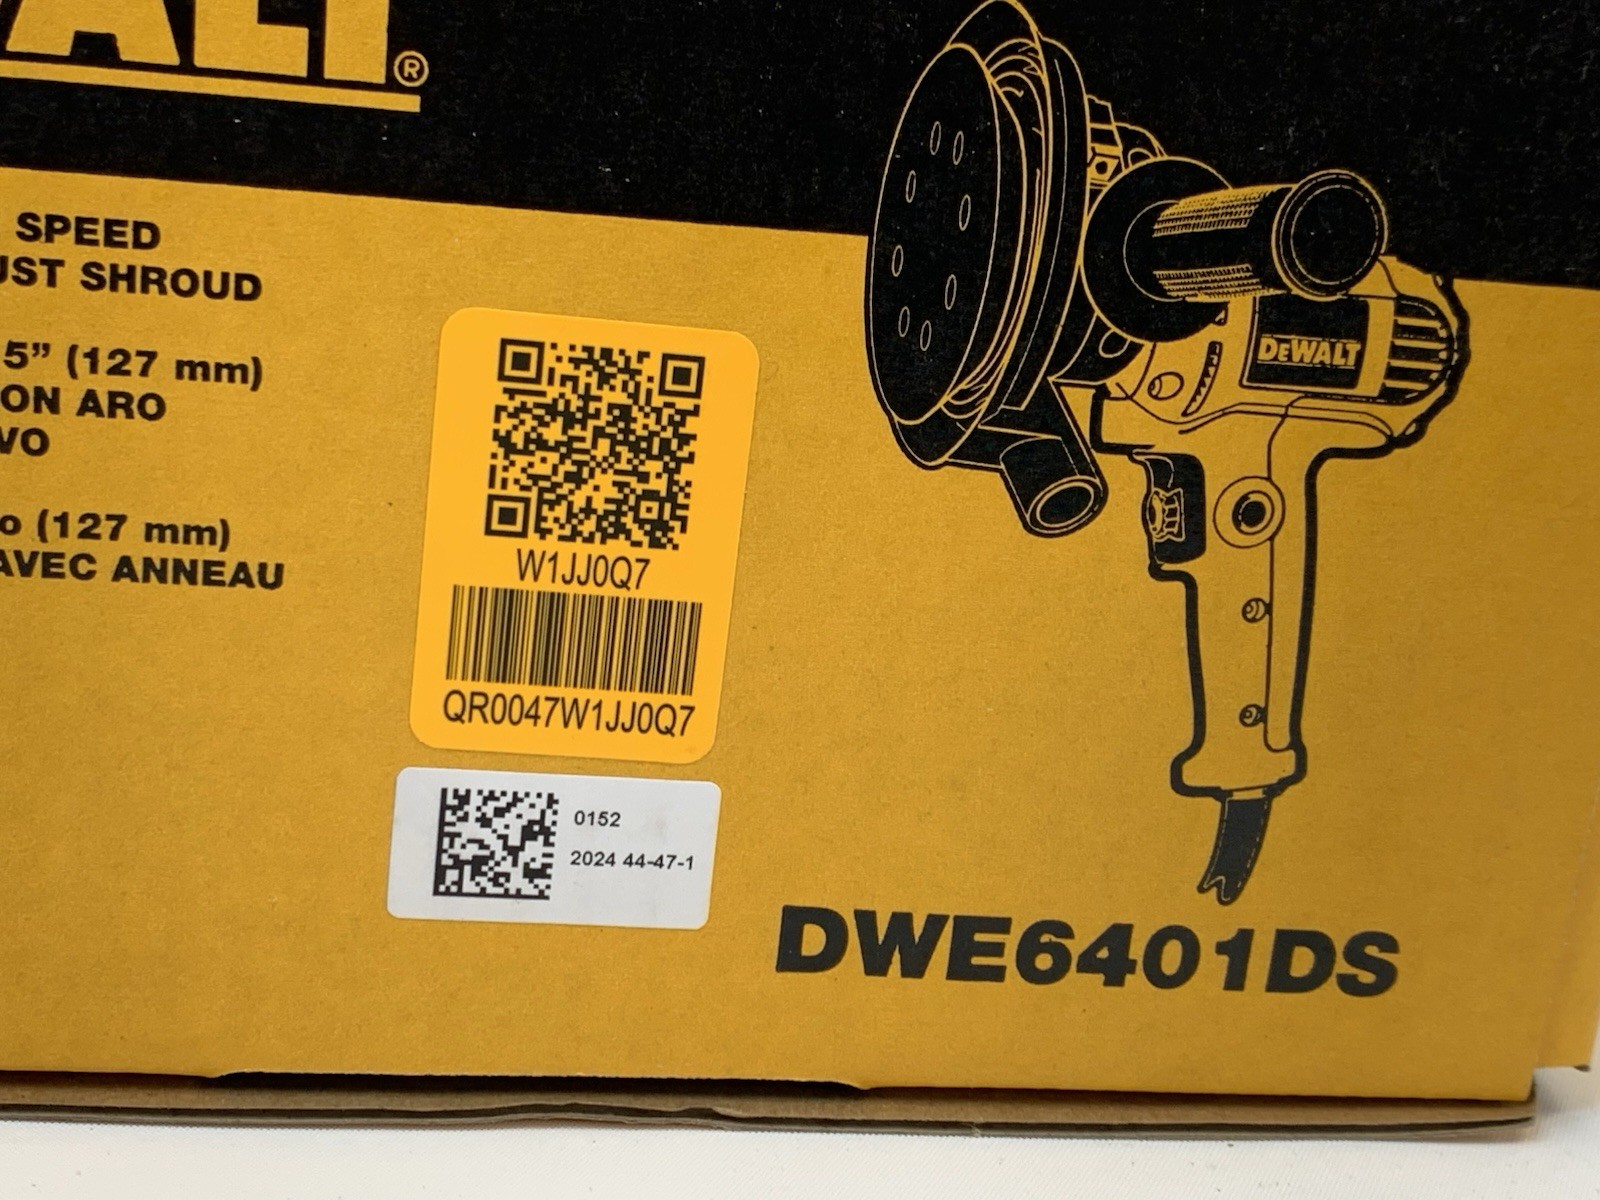 ALT®
SPEED
UST SHROUD
5” (127 mm)
ON ARO
VO
o (127 mm)
AVEC ANNEAU
W1JJ0Q7
QR0047W1JJ0Q7
0152
2024 44-47-1
DEWALT
DWE6401DS